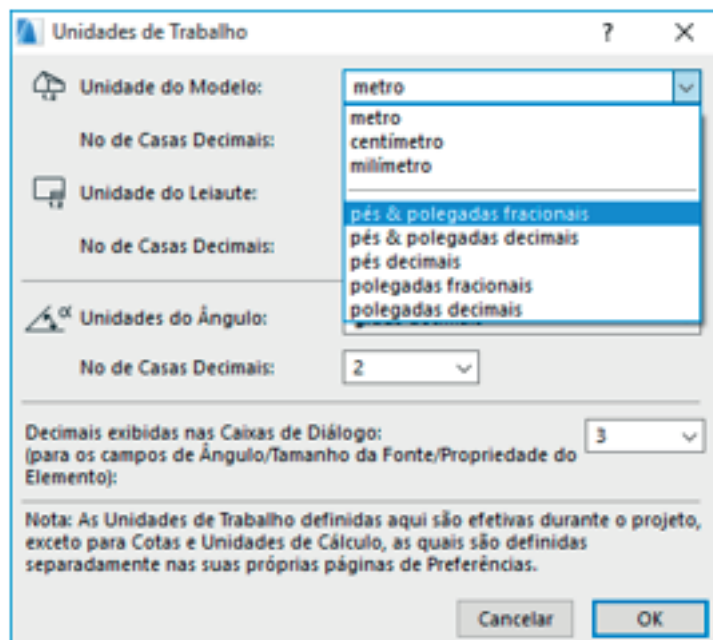 Unidades de Trabalho ? X
Unidade do Modelo: metro
metro
No de Casas Decimais:
centímetro
milímetro
Unidade do Leiaute:
pés & polegadas fracionais
No de Casas Decimais:
pés & polegadas decimais
pés decimais
polegadas fracionais
polegadas decimais
Unidades do Ângulo:
No de Casas Decimais: 2
Decimais exibidas nas Caixas de Diálogo: 3
(para os campos de Ângulo/Tamanho da Fonte/Propriedade do
Elemento):
Nota: As Unidades de Trabalho definidas aqui são efetivas durante o projeto,
exceto para Cotas e Unidades de Cálculo, as quais são definidas
separadamente nas suas próprias páginas de Preferências.
Cancelar OK